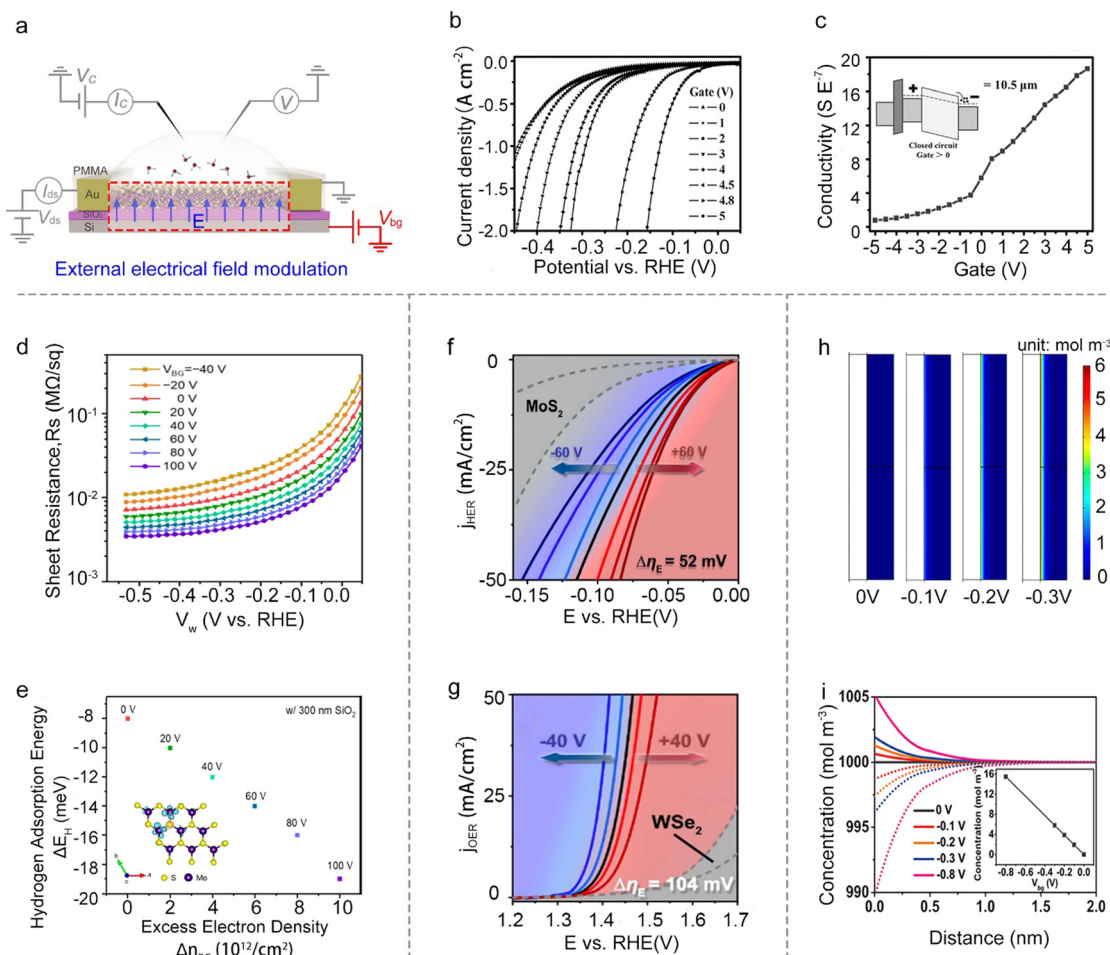 a
V_C
I_C
V
PMMA
I_ds
Au
V_ds
SiO₂
Si
E
V_bg
External electrical field modulation
b
Current density (A cm⁻²)
0.0
-0.5
-1.0
-1.5
-2.0
Gate (V)
0
1
2
3
4
4.5
4.8
5
-0.4 -0.3 -0.2 -0.1 0.0
Potential vs. RHE (V)
c
Conductivity (S E⁻⁷)
20
16
12
8
4
0
+
-
= 10.5 μm
Closed circuit
Gate > 0
-5 -4 -3 -2 -1 0 1 2 3 4 5
Gate (V)
d
Sheet Resistance, Rs (MΩ/sq)
10⁻¹
10⁻²
10⁻³
V_BG=−40 V
−20 V
0 V
20 V
40 V
60 V
80 V
100 V
-0.5 -0.4 -0.3 -0.2 -0.1 0.0
V_w (V vs. RHE)
e
Hydrogen Adsorption Energy
ΔE_H (meV)
-8
-10
-12
-14
-16
-18
-20
0 V
w/ 300 nm SiO₂
20 V
40 V
60 V
80 V
100 V
b
c
a
S
Mo
0 2 4 6 8 10
Excess Electron Density
(10¹²/cm²)
f
j_HER (mA/cm²)
0
-25
-50
MoS₂
-60 V
+60 V
Δη_E = 52 mV
-0.15 -0.10 -0.05 0.00
E vs. RHE(V)
g
j_OER (mA/cm²)
50
25
0
-40 V
+40 V
WSe₂
Δη_E = 104 mV
1.2 1.3 1.4 1.5 1.6 1.7
E vs. RHE(V)
h
unit: mol m⁻³
6
5
4
3
2
1
0
0V -0.1V -0.2V -0.3V
i
Concentration (mol m⁻³)
1005
1000
995
990
0 V
-0.1 V
-0.2 V
-0.3 V
-0.8 V
Concentration (mol m⁻³)
16
12
8
4
0
-0.8 -0.6 -0.4 -0.2 0.0
V_bg (V)
0.0 0.5 1.0 1.5 2.0
Distance (nm)